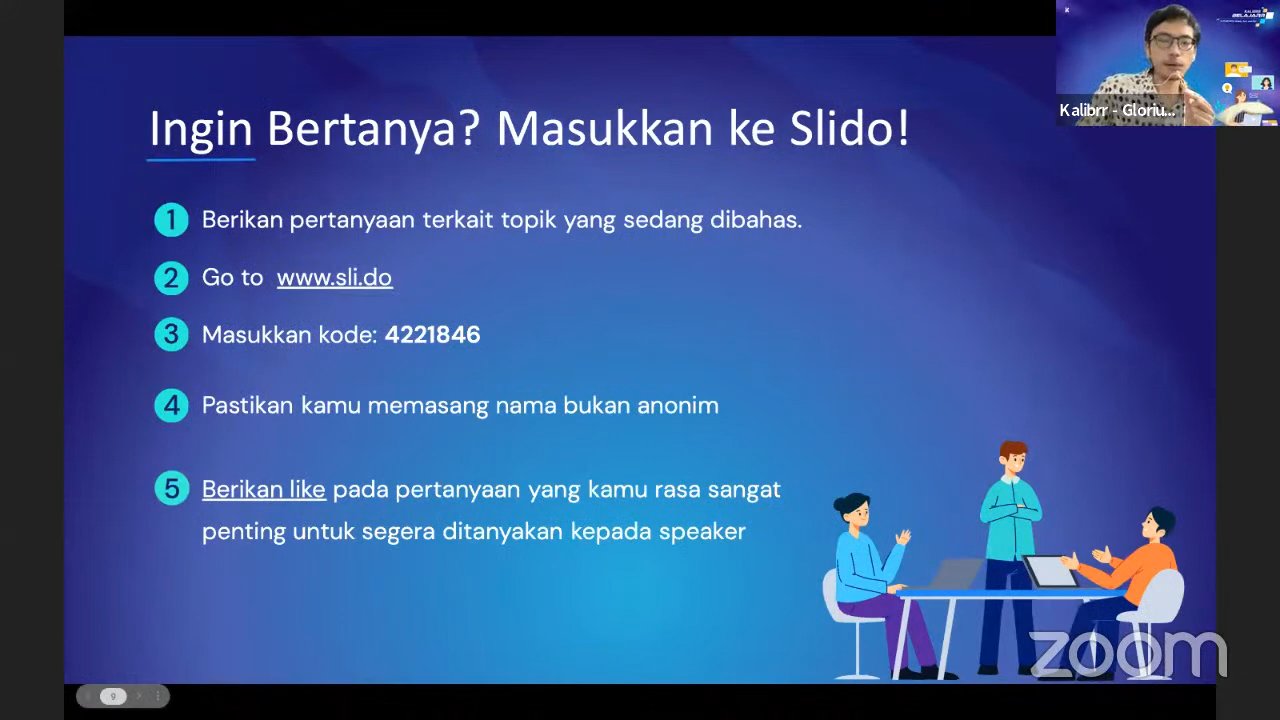 Ingin Bertanya? Masukkan ke Slido!
1 Berikan pertanyaan terkait topik yang sedang dibahas.
2 Go to www.sli.do
3 Masukkan kode: 4221846
4 Pastikan kamu memasang nama bukan anonim
5 Berikan like pada pertanyaan yang kamu rasa sangat
penting untuk segera ditanyakan kepada speaker
Kalibrr - Gloriu...
zoom
9